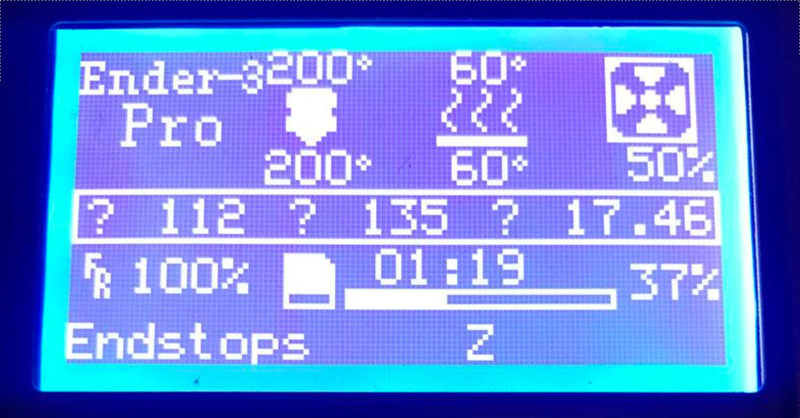 Ender-3 200° 60°
Pro
200° 60° 50%
? 112 ? 135 ? 17.46
FR 100% 01:19 37%
Endstops Z